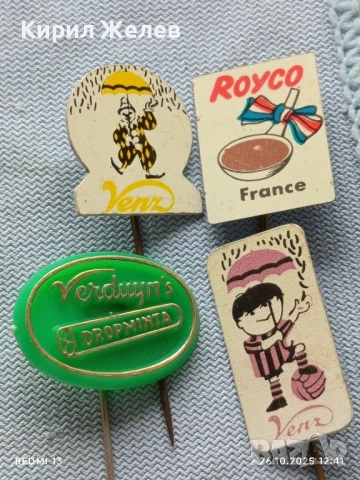 Кирил Желев
Venz
ROYCO
France
Verduyn's
DROPMINTA
Venz
REDMI 13
26.10.2025 12:41